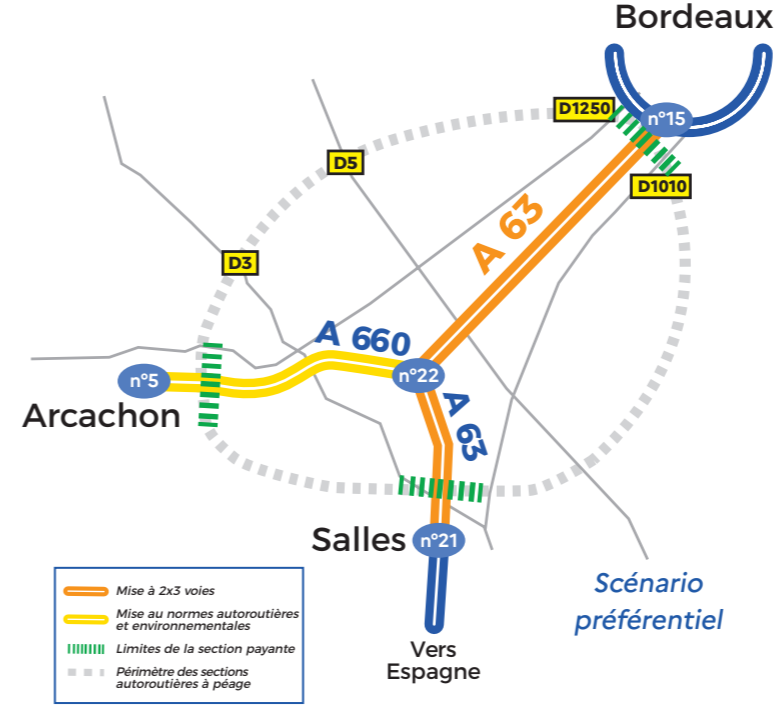 Bordeaux
D1250
n°15
D5
D1010
A 63
D3
A 660
n°5
n°22
Arcachon
A 63
Salles
n°21
Scénario
préférentiel
Mise à 2x3 voies
Mise au normes autoroutières
et environnementales
Limites de la section payante
Périmètre des sections
autoroutières à péage
Vers
Espagne